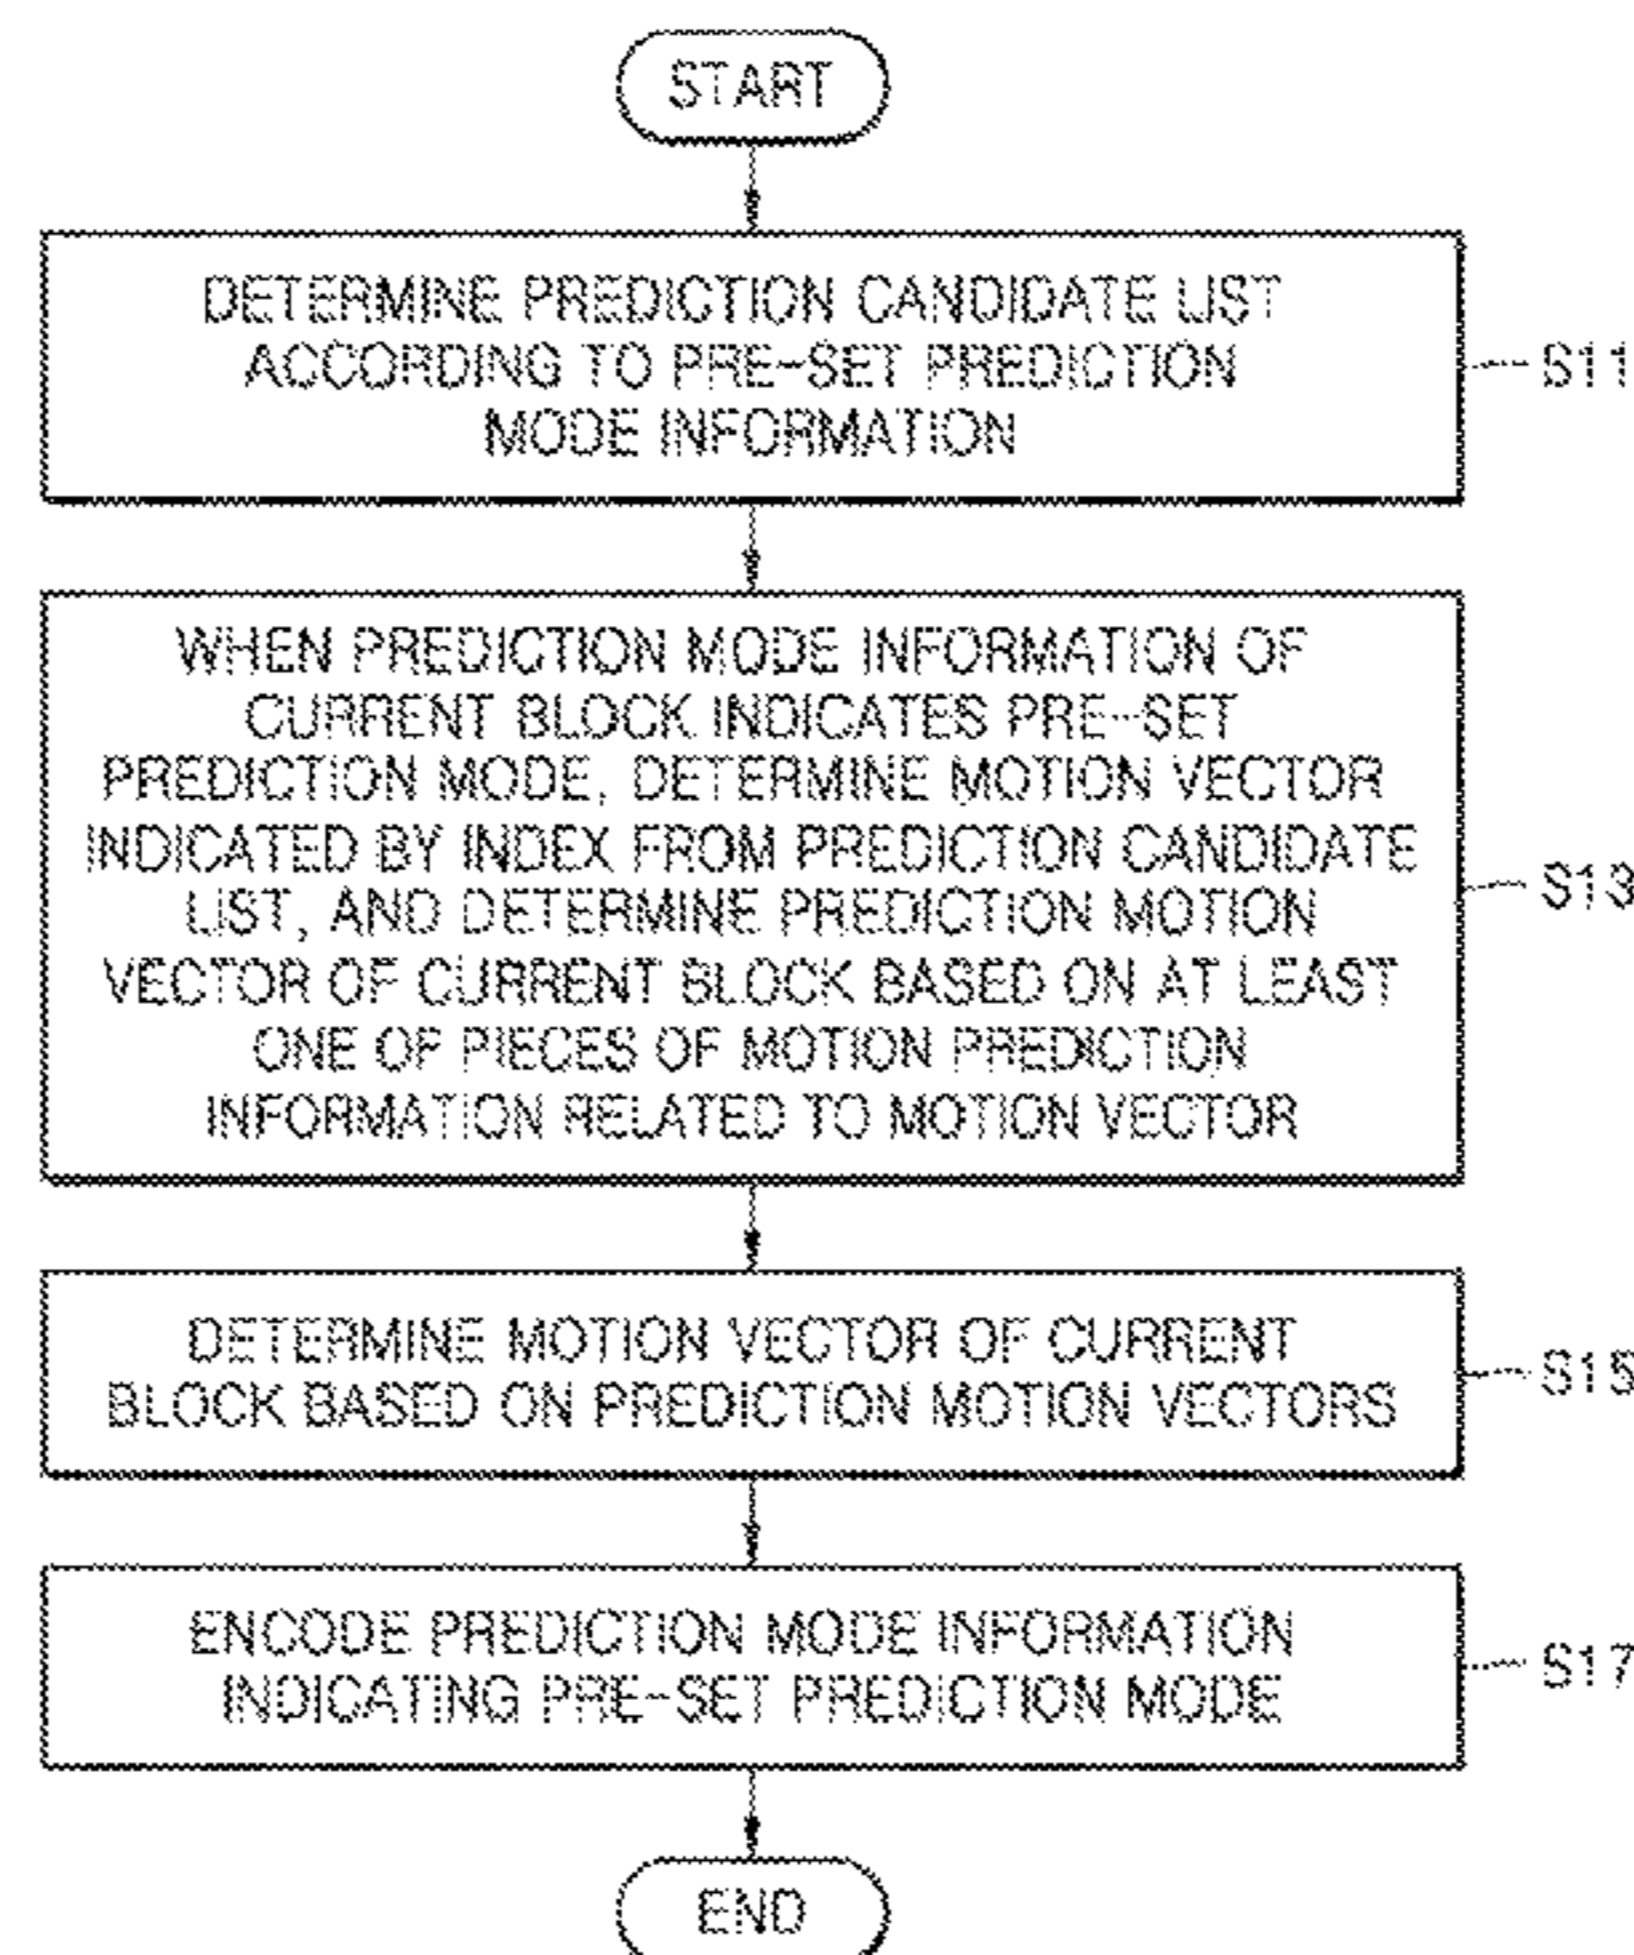 START
DETERMINE PREDICTION CANDIDATE LIST
ACCORDING TO PRE-SET PREDICTION
MODE INFORMATION
S11
WHEN PREDICTION MODE INFORMATION OF
CURRENT BLOCK INDICATES PRE-SET
PREDICTION MODE, DETERMINE MOTION VECTOR
INDICATED BY INDEX FROM PREDICTION CANDIDATE
LIST, AND DETERMINE PREDICTION MOTION
VECTOR OF CURRENT BLOCK BASED ON AT LEAST
ONE OF PIECES OF MOTION PREDICTION
INFORMATION RELATED TO MOTION VECTOR
S13
DETERMINE MOTION VECTOR OF CURRENT
BLOCK BASED ON PREDICTION MOTION VECTORS
S15
ENCODE PREDICTION MODE INFORMATION
INDICATING PRE-SET PREDICTION MODE
S17
END